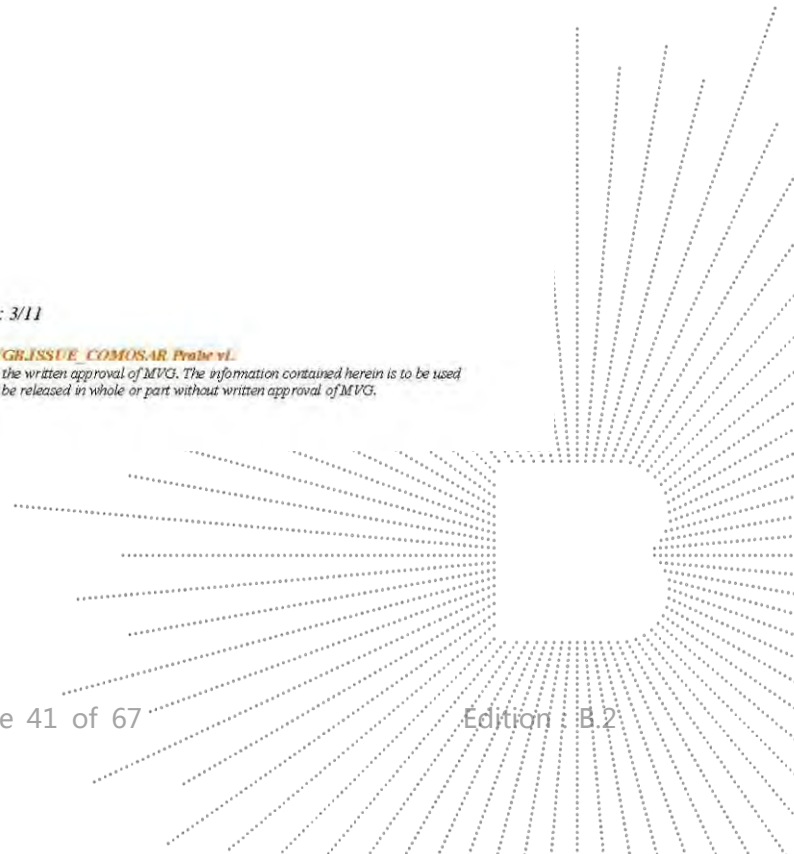 : 3/11
GB.ISSUE_COMOSAR Probe vL
the written approval of MVG. The information contained herein is to be used
be released in whole or part without written approval of MVG.
e 41 of 67
Edition : B.2